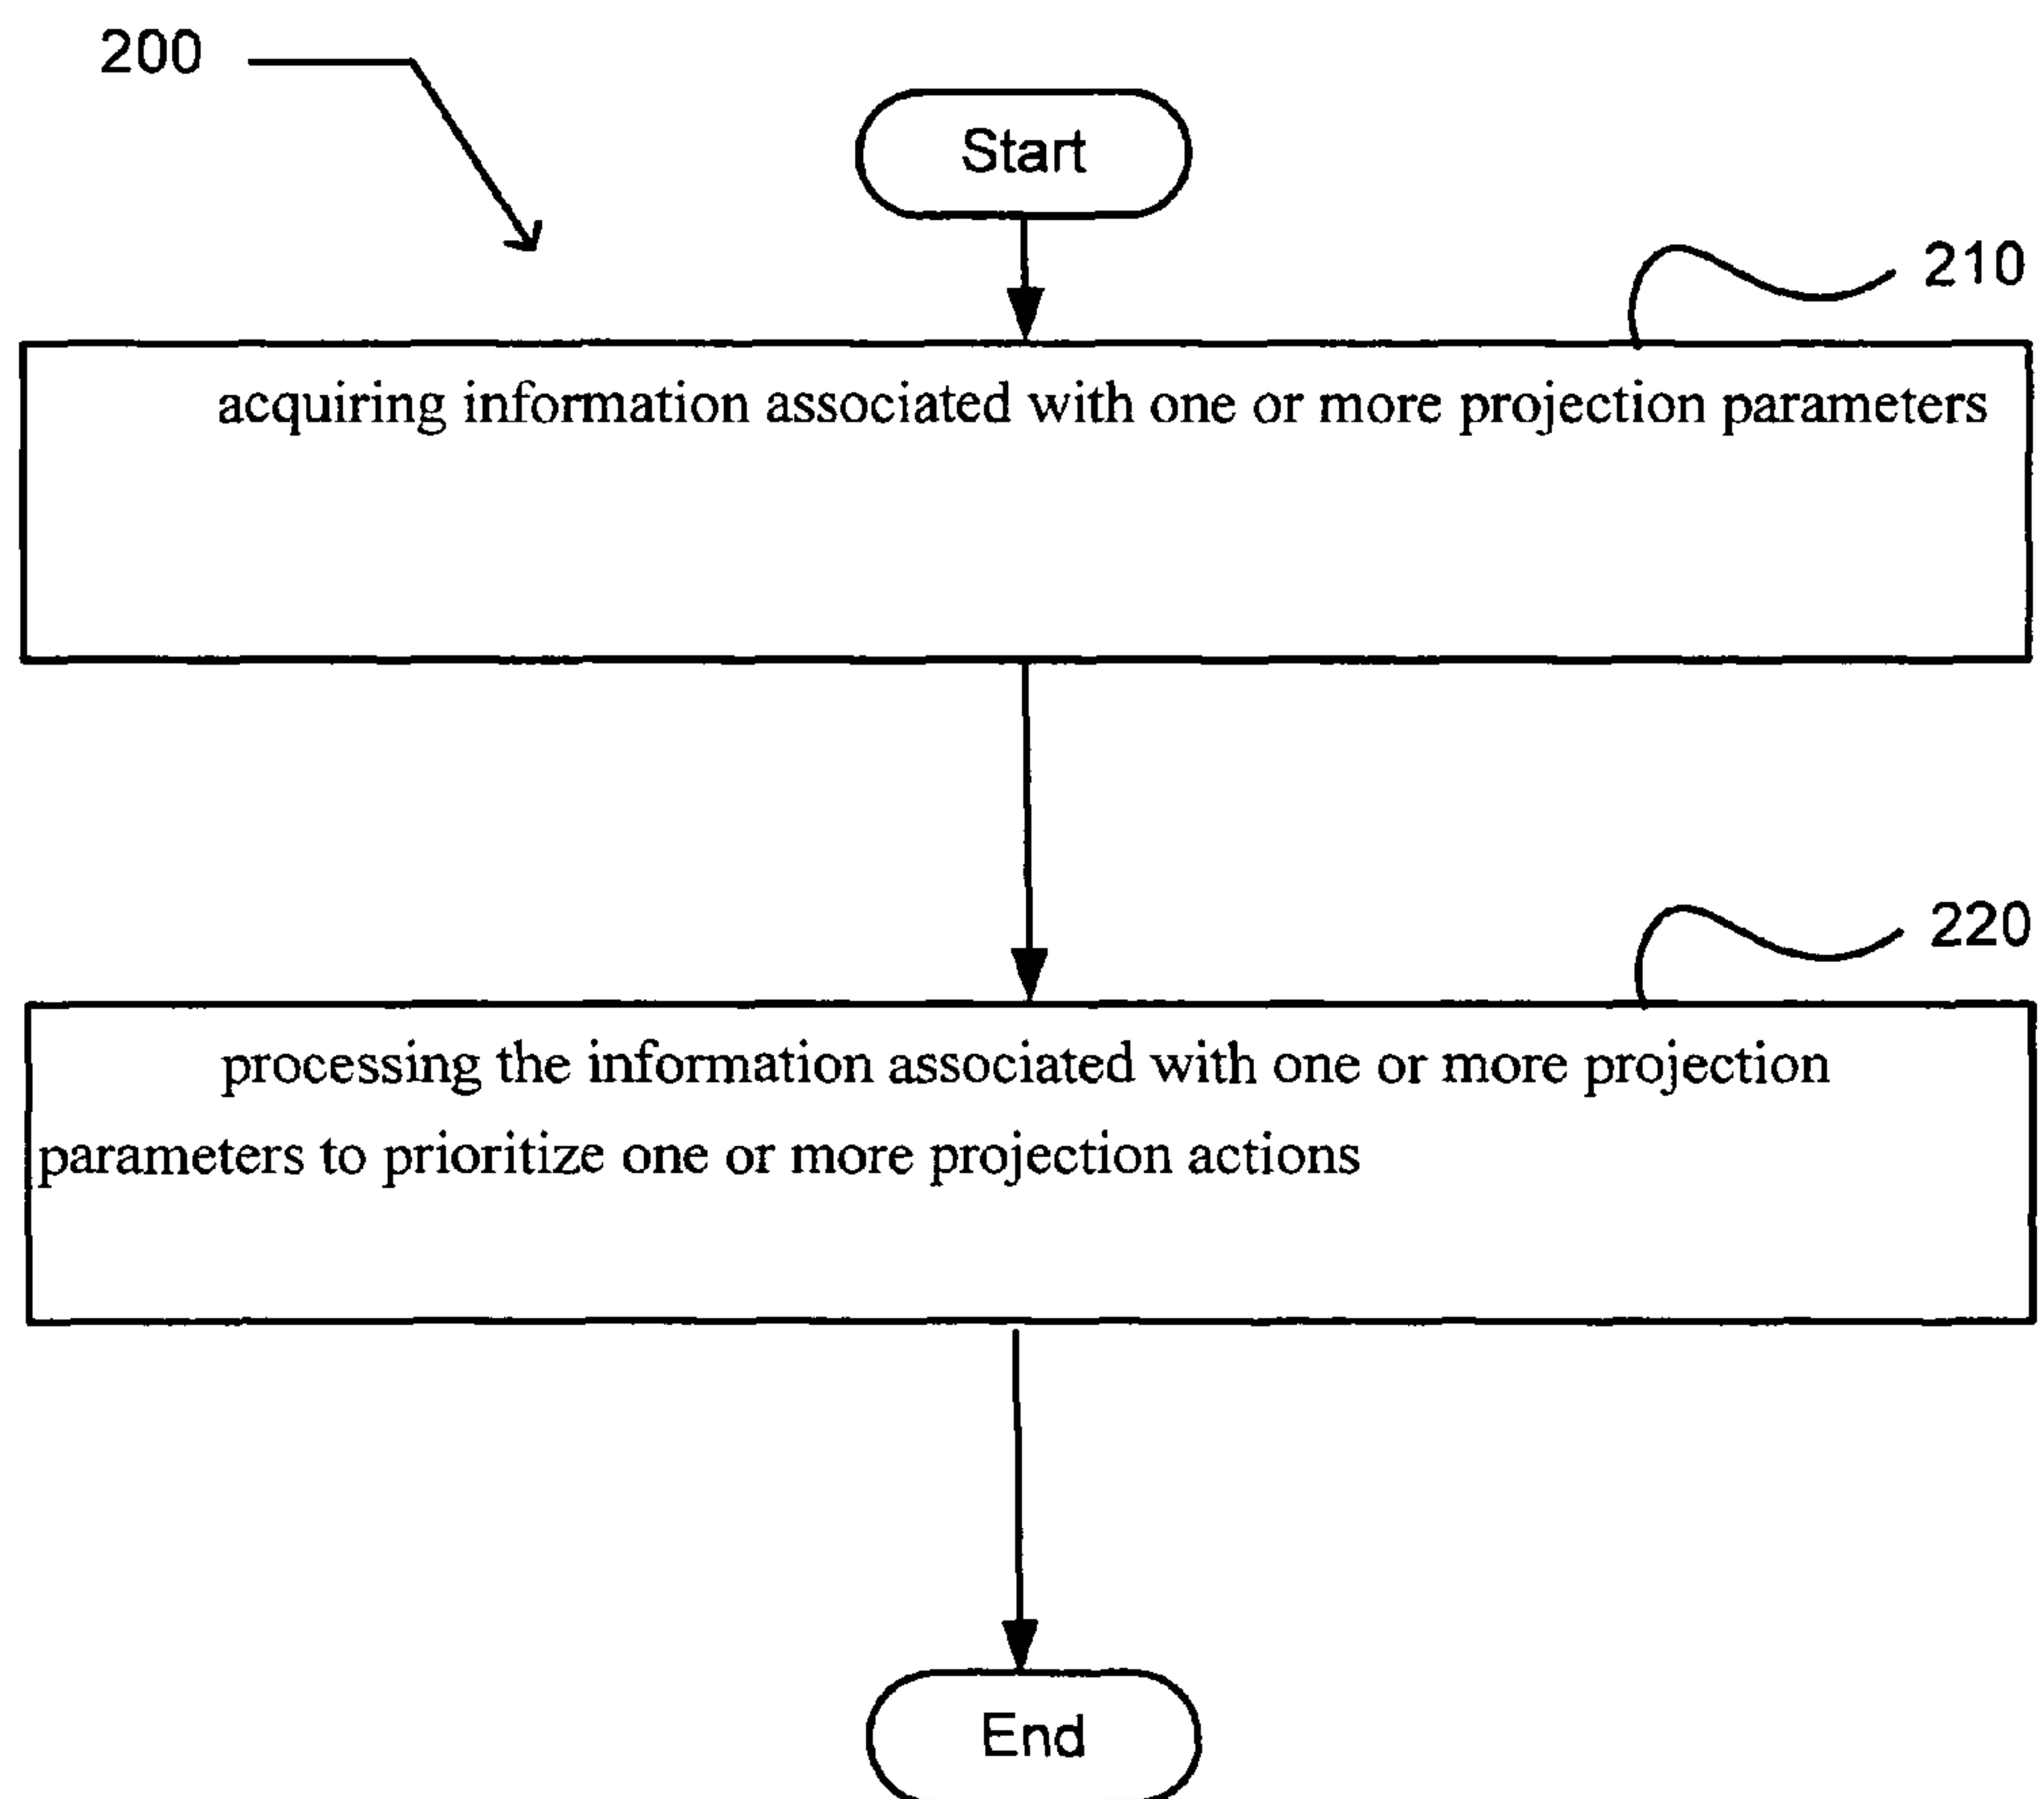 200
Start
210
acquiring information associated with one or more projection parameters
220
processing the information associated with one or more projection
parameters to prioritize one or more projection actions
End